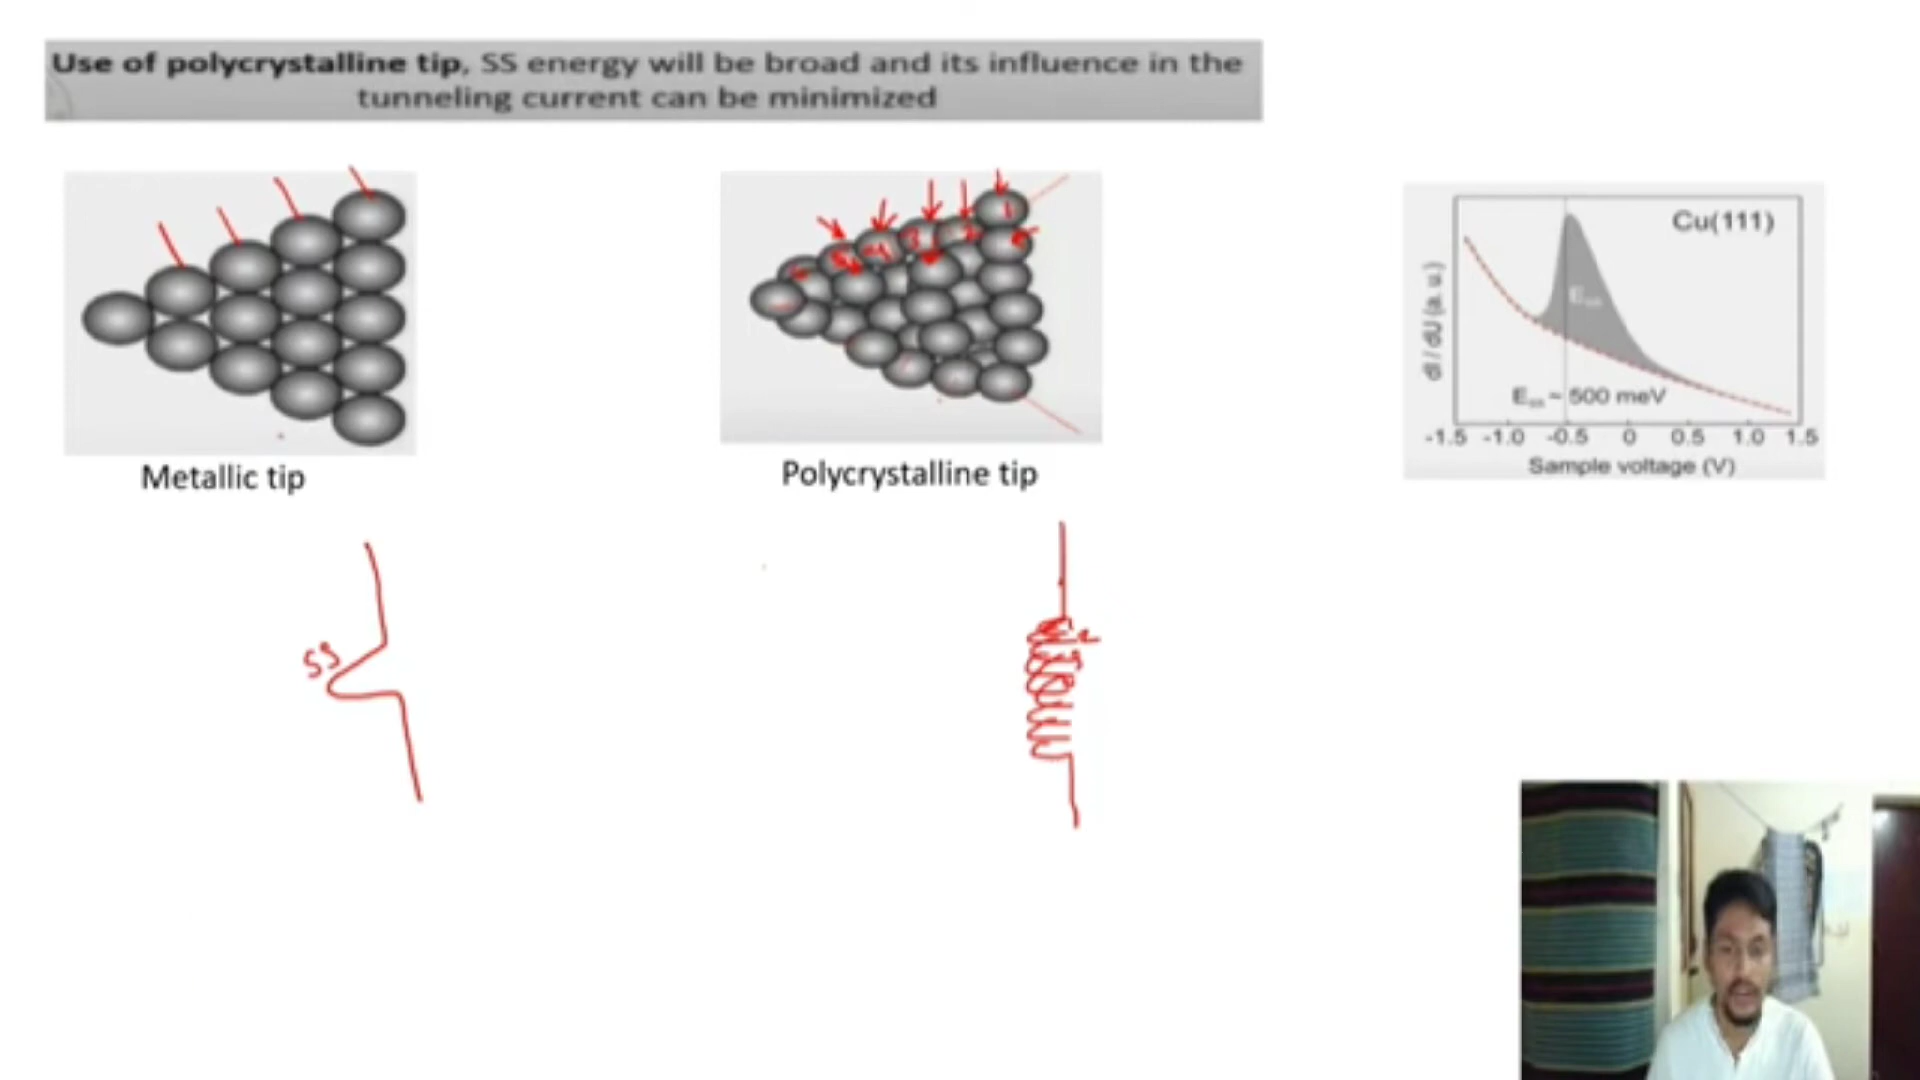 Use of polycrystalline tip, SS energy will be broad and its influence in the
tunneling current can be minimized
Metallic tip
Polycrystalline tip
Cu(111)
dI / dU (a. u.)
E
E_ss ~ 500 meV
-1.5 -1.0 -0.5 0 0.5 1.0 1.5
Sample voltage (V)
SS